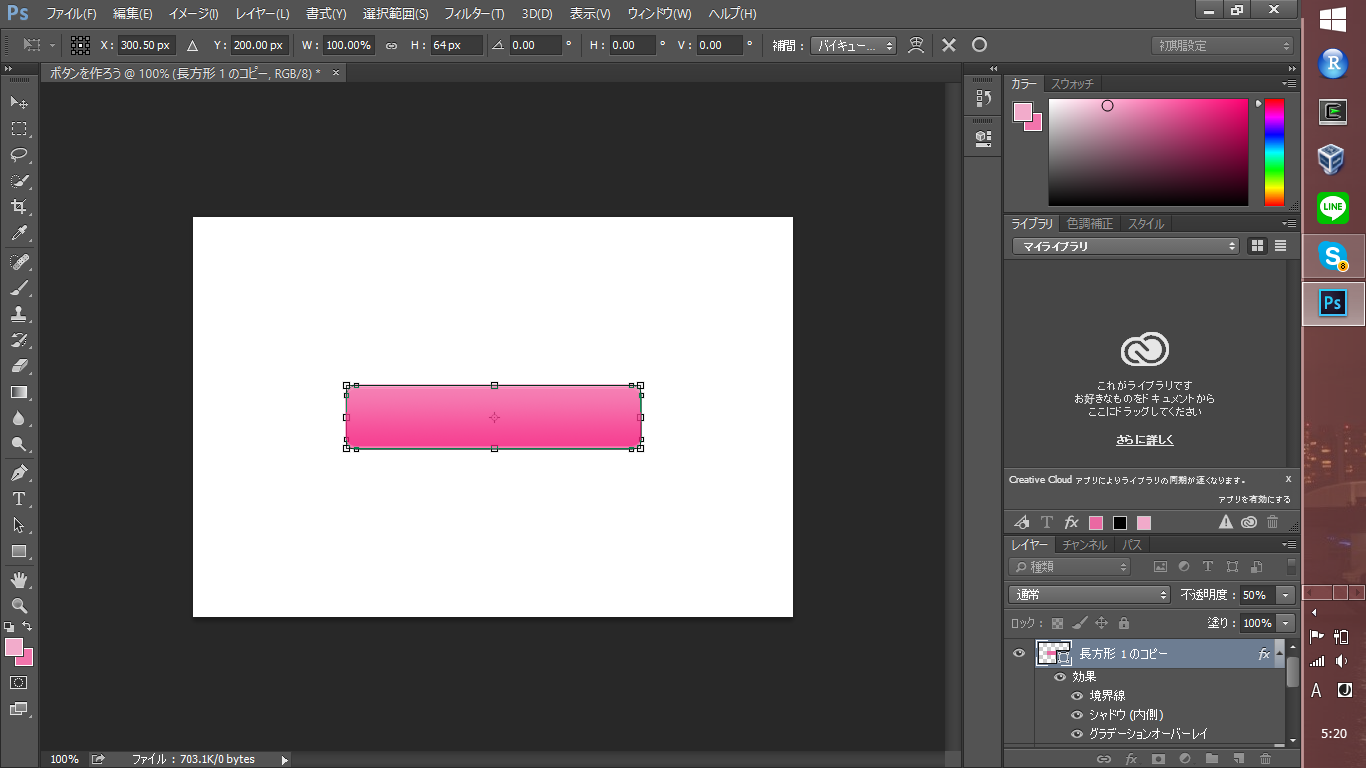 Ps ファイル(F) 編集(E) イメージ(I) レイヤー(L) 書式(Y) 選択範囲(S) フィルター(T) 3D(D) 表示(V) ウィンドウ(W) ヘルプ(H)
X: 300.50 px Y: 200.00 px W: 100.00% H: 64 px 0.00 ° H: 0.00 ° V: 0.00 ° 補間: バイキュー... 初期設定
ボタンを作ろう @ 100% (長方形 1 のコピー, RGB/8) * ×
カラー スウォッチ
ライブラリ 色調補正 スタイル
マイライブラリ
これがライブラリです
お好きなものをドキュメントから
ここにドラッグしてください
さらに詳しく
Creative Cloud アプリによりライブラリの同期が速くなります。 x
アプリを有効にする
T fx
レイヤー チャンネル パス
種類 T
通常 不透明度: 50%
ロック: 塗り: 100%
長方形 1 のコピー fx
効果
境界線
シャドウ (内側)
グラデーションオーバーレイ
fx
T
100% ファイル : 703.1K/0 bytes
R
LINE
S 8
Ps
A
5:20